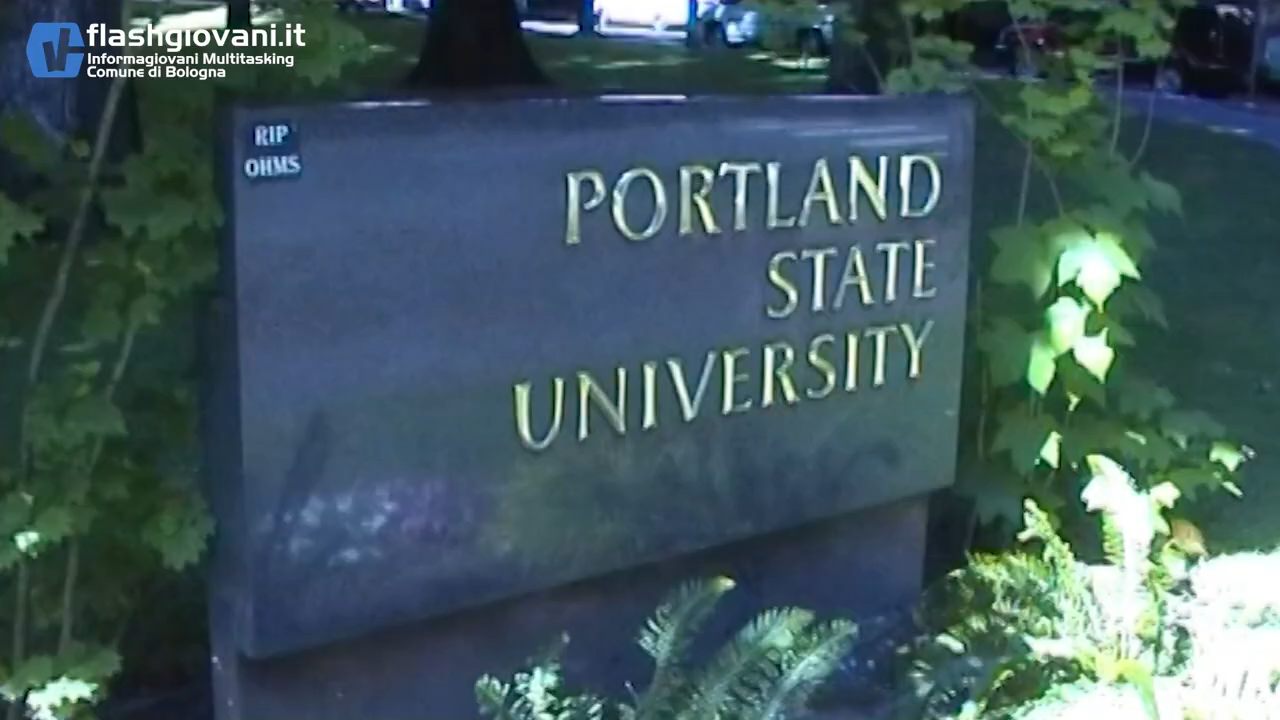 flashgiovani.it
Informagiovani Multitasking
Comune di Bologna
RIP
OHMS
PORTLAND
STATE
UNIVERSITY